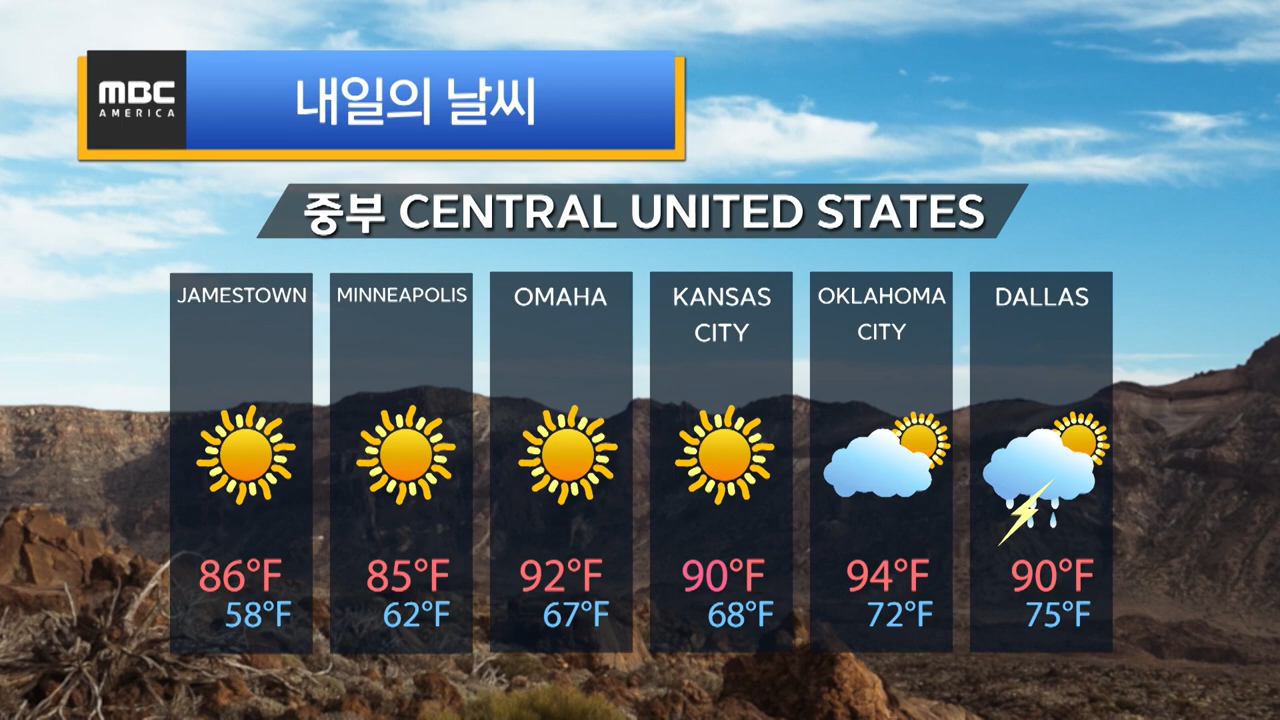 MBC
AMERICA
내일의 날씨
중부 CENTRAL UNITED STATES
JAMESTOWN
86°F
58°F
MINNEAPOLIS
85°F
62°F
OMAHA
92°F
67°F
KANSAS
CITY
90°F
68°F
OKLAHOMA
CITY
94°F
72°F
DALLAS
90°F
75°F